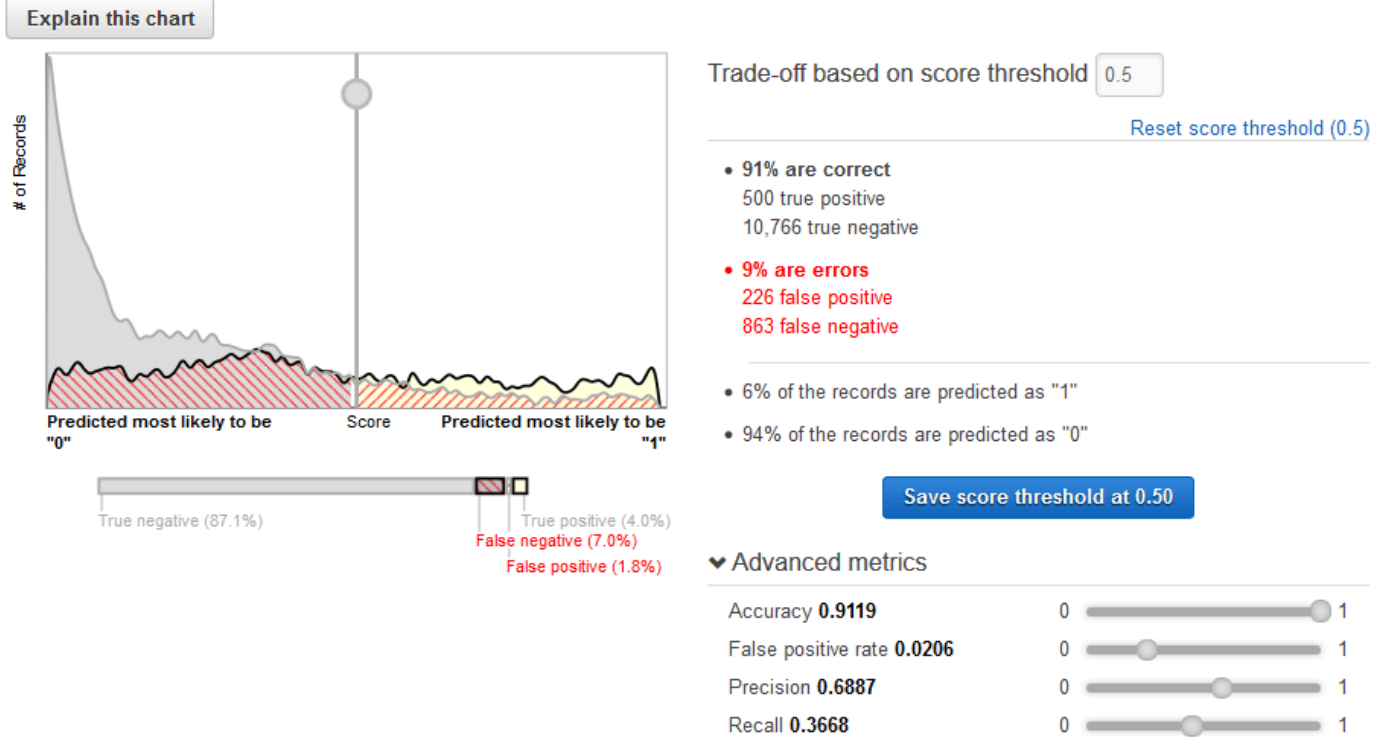 Explain this chart
# of Records
Predicted most likely to be
"0"
Score
Predicted most likely to be
"1"
True negative (87.1%)
True positive (4.0%)
False negative (7.0%)
False positive (1.8%)
Trade-off based on score threshold 0.5
Reset score threshold (0.5)
• 91% are correct
500 true positive
10,766 true negative
• 9% are errors
226 false positive
863 false negative
• 6% of the records are predicted as "1"
• 94% of the records are predicted as "0"
Save score threshold at 0.50
Advanced metrics
Accuracy 0.9119 0 1
False positive rate 0.0206 0 1
Precision 0.6887 0 1
Recall 0.3668 0 1